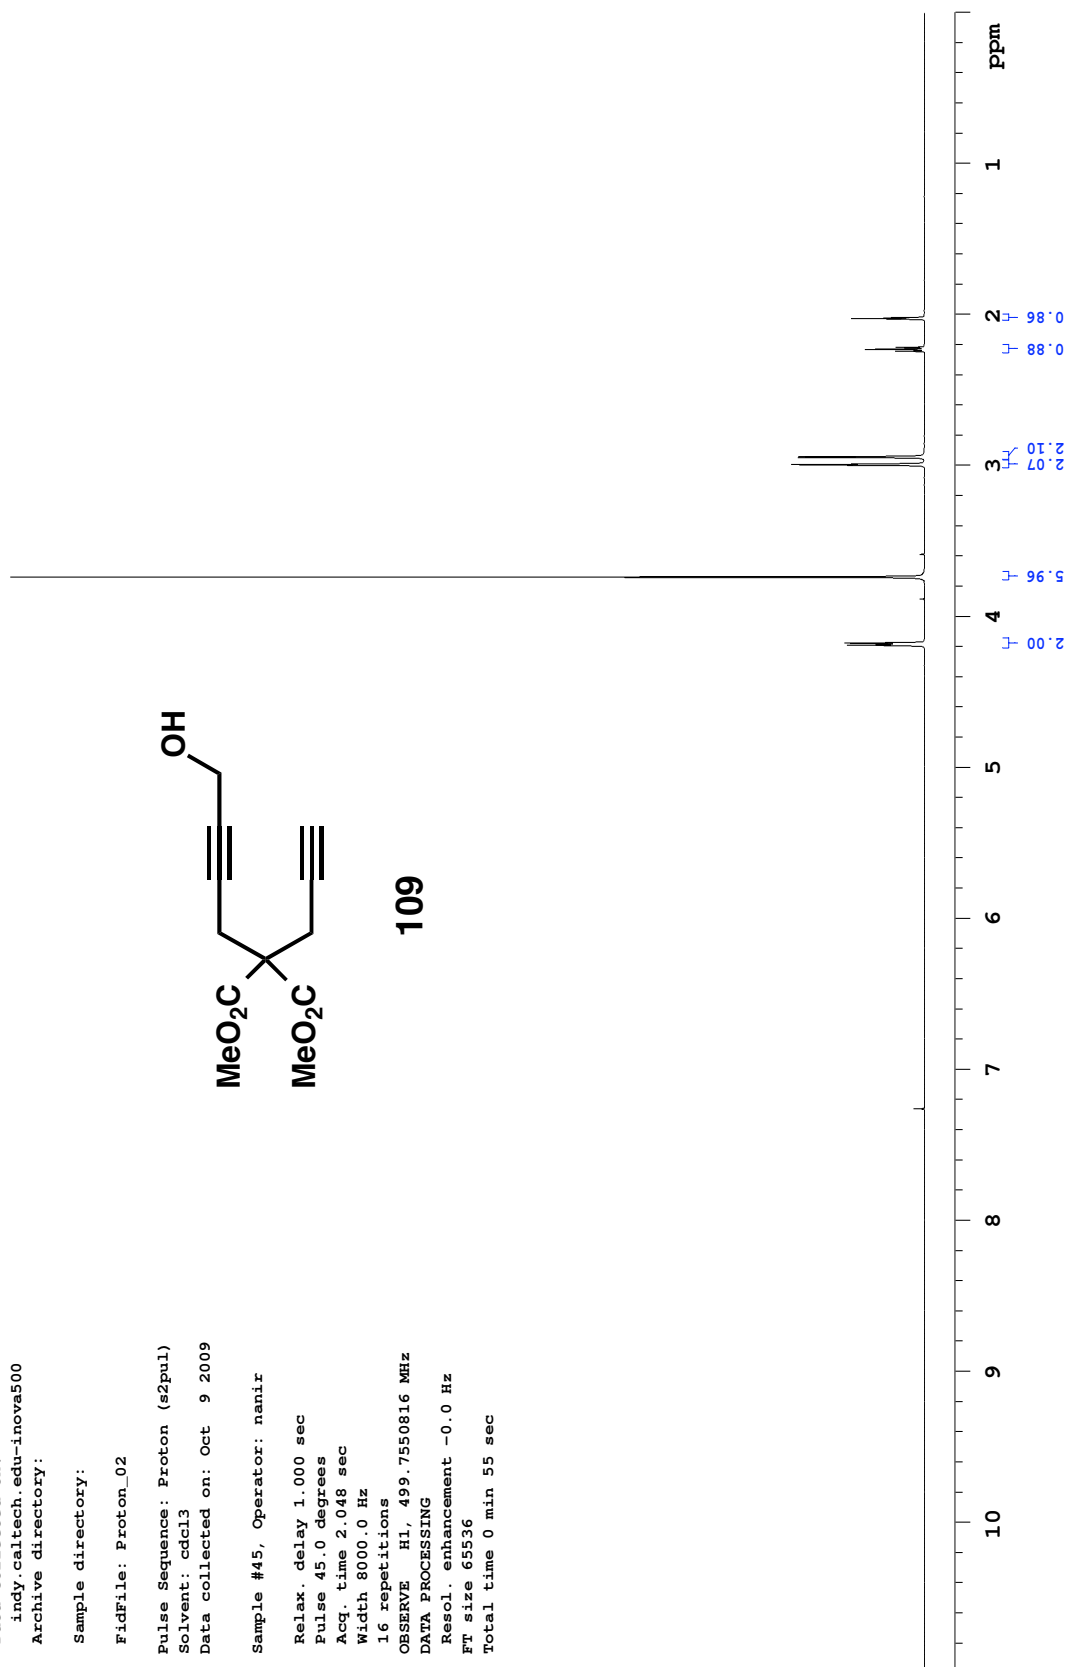 indy.caltech.edu-inova500
Archive directory:
Sample directory:
FidFile: Proton_02
Pulse Sequence: Proton (s2pul)
Solvent: cdcl3
Data collected on: Oct  9 2009
Sample #45, Operator: nanir
Relax. delay 1.000 sec
Pulse 45.0 degrees
Acq. time 2.048 sec
Width 8000.0 Hz
16 repetitions
OBSERVE  H1, 499.7550816 MHz
DATA PROCESSING
Resol. enhancement -0.0 Hz
FT size 65536
Total time 0 min 55 sec
OH
MeO2C
MeO2C
109
10 9 8 7 6 5 4 3 2 1 ppm
2.00 5.96 2.07 2.10 0.88 0.86